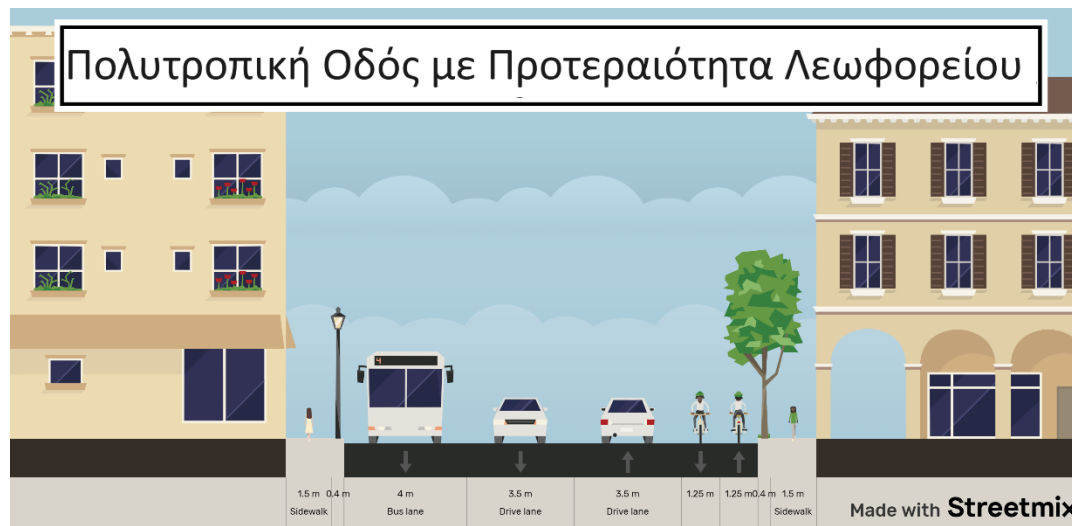 Πολυτροπική Οδός με Προτεραιότητα Λεωφορείου
4
1.5 m 0.4 m 4 m 3.5 m 3.5 m 1.25 m 1.25 m 0.4 m 1.5 m
Sidewalk Bus lane Drive lane Drive lane Sidewalk
Made with Streetmix